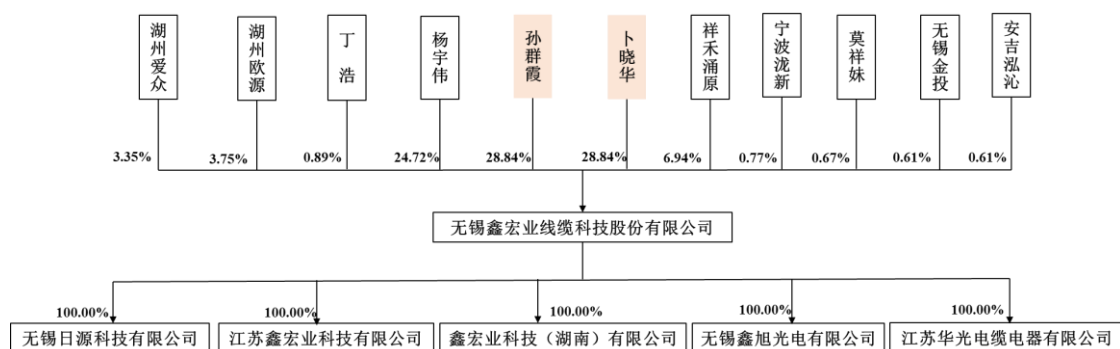 湖州爱众
湖州欧源
丁浩
杨宇伟
孙群霞
卜晓华
祥禾涌原
宁波泷新
莫祥妹
无锡金投
安吉泓沁
3.35%
3.75%
0.89%
24.72%
28.84%
28.84%
6.94%
0.77%
0.67%
0.61%
0.61%
无锡鑫宏业线缆科技股份有限公司
100.00%
100.00%
100.00%
100.00%
100.00%
无锡日源科技有限公司
江苏鑫宏业科技有限公司
鑫宏业科技（湖南）有限公司
无锡鑫旭光电有限公司
江苏华光电缆电器有限公司